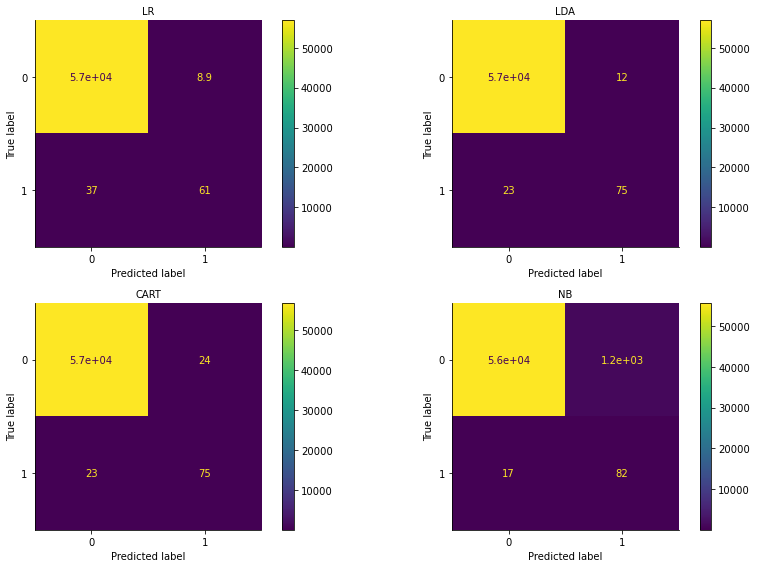 LR
5.7e+04
8.9
37
61
0
1
True label
0
1
Predicted label
50000
40000
30000
20000
10000
LDA
5.7e+04
12
23
75
0
1
True label
0
1
Predicted label
50000
40000
30000
20000
10000
CART
5.7e+04
24
23
75
0
1
True label
0
1
Predicted label
50000
40000
30000
20000
10000
NB
5.6e+04
1.2e+03
17
82
0
1
True label
0
1
Predicted label
50000
40000
30000
20000
10000